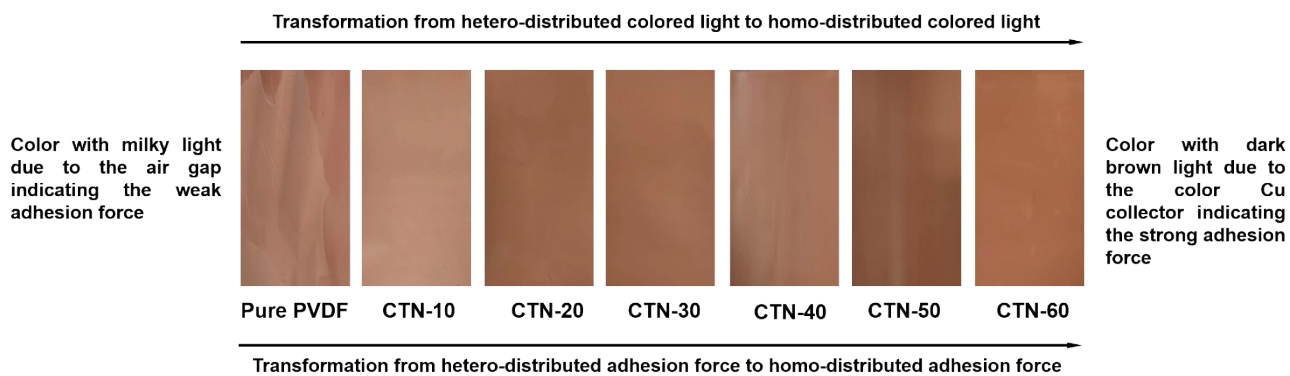 Transformation from hetero-distributed colored light to homo-distributed colored light
Color with milky light
due to the air gap
indicating the weak
adhesion force
Color with dark
brown light due to
the color Cu
collector indicating
the strong adhesion
force
Pure PVDF CTN-10 CTN-20 CTN-30 CTN-40 CTN-50 CTN-60
Transformation from hetero-distributed adhesion force to homo-distributed adhesion force